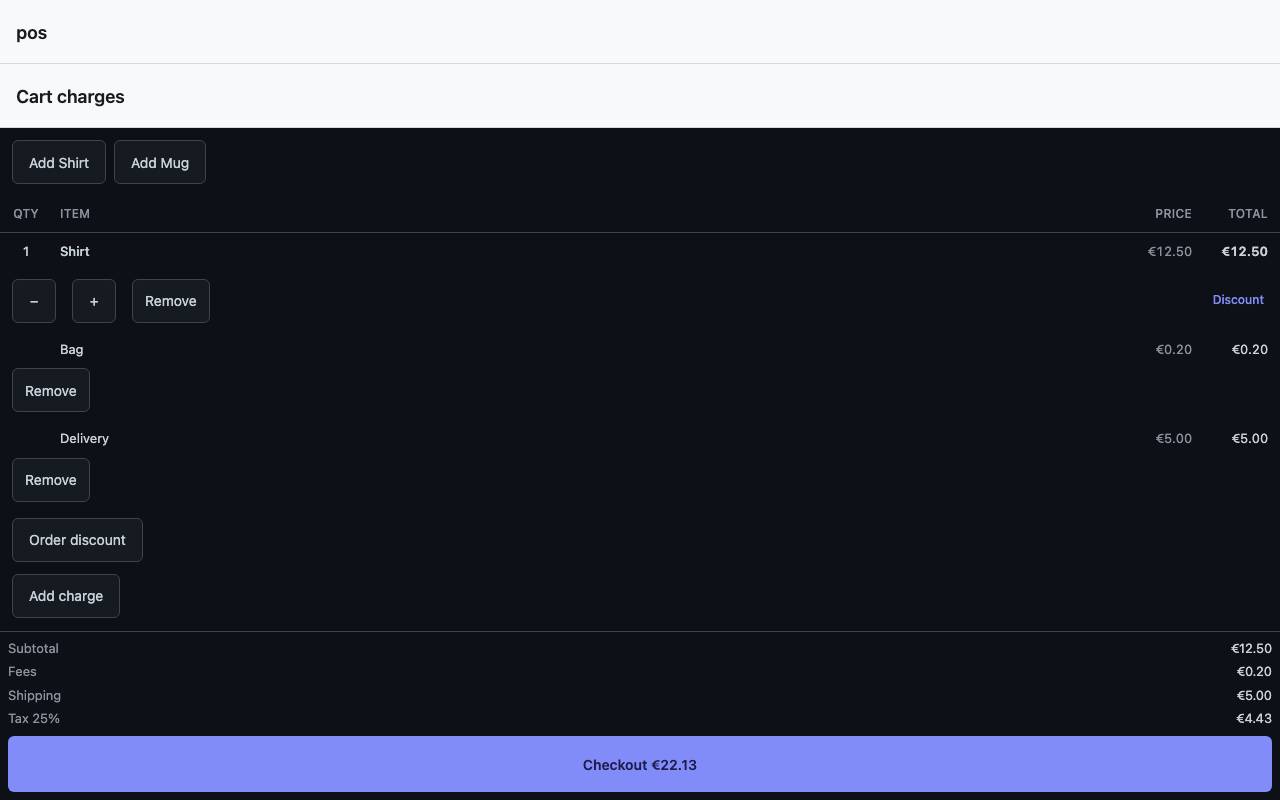 pos
Cart charges
Add Shirt Add Mug
QTY ITEM PRICE TOTAL
1 Shirt €12.50 €12.50
− + Remove Discount
Bag €0.20 €0.20
Remove
Delivery €5.00 €5.00
Remove
Order discount
Add charge
Subtotal €12.50
Fees €0.20
Shipping €5.00
Tax 25% €4.43
Checkout €22.13